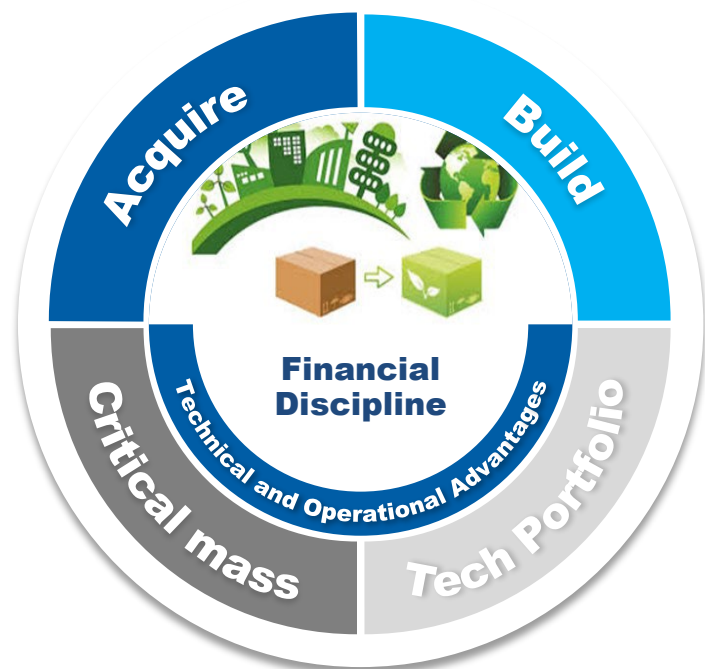 Acquire
Build
Financial
Discipline
Technical and Operational Advantages
Critical mass
Tech Portfolio